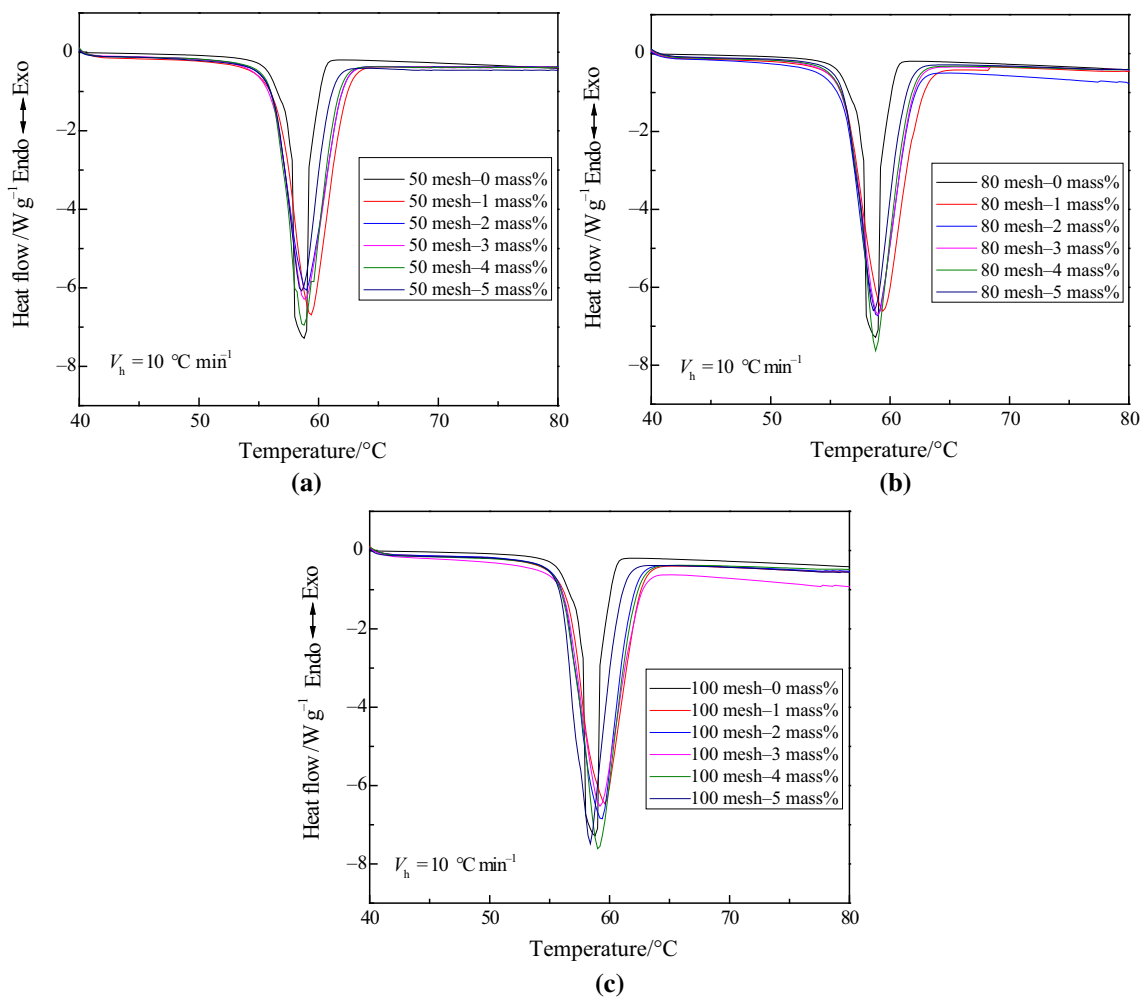 0
−2
−4
−6
−8
Heat flow /W g⁻¹ Endo ↔ Exo
50 mesh–0 mass%
50 mesh–1 mass%
50 mesh–2 mass%
50 mesh–3 mass%
50 mesh–4 mass%
50 mesh–5 mass%
Vh = 10 °C min⁻¹
40 50 60 70 80
Temperature/°C
(a)
0
−2
−4
−6
−8
Heat flow /W g⁻¹ Endo ↔ Exo
80 mesh–0 mass%
80 mesh–1 mass%
80 mesh–2 mass%
80 mesh–3 mass%
80 mesh–4 mass%
80 mesh–5 mass%
Vh = 10 °C min⁻¹
40 50 60 70 80
Temperature/°C
(b)
0
−2
−4
−6
−8
Heat flow /W g⁻¹ Endo ↔ Exo
100 mesh–0 mass%
100 mesh–1 mass%
100 mesh–2 mass%
100 mesh–3 mass%
100 mesh–4 mass%
100 mesh–5 mass%
Vh = 10 °C min⁻¹
40 50 60 70 80
Temperature/°C
(c)